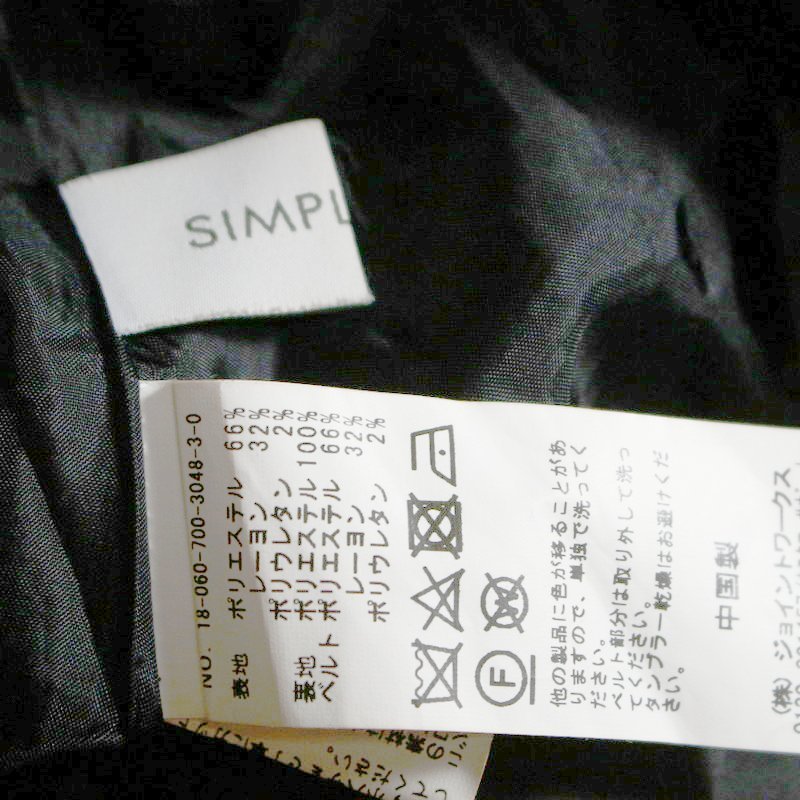 SIMPL
NO. 18-060-700-3048-3-0
表地 ポリエステル 66%
レーヨン 32%
ポリウレタン 2%
裏地 ポリエステル 100%
ベルト ポリエステル 66%
レーヨン 32%
ポリウレタン 2%
W
F
他の製品に色が移ることがあ
りますので、単独で洗ってく
ださい。
ベルト部分は取り外して洗っ
てください。
タンブラー乾燥はお避けくだ
さい。
中国製
(株) ジョイントワークス
してください。